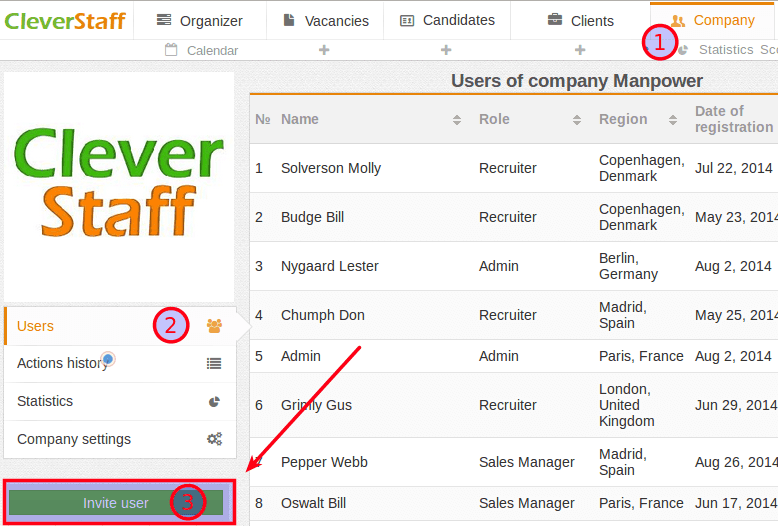 CleverStaff
Organizer
Vacancies
Candidates
Clients
Company
Calendar
+
+
+
1
Statistics
Users of company Manpower
№ Name Role Region Date of registration
1 Solverson Molly Recruiter Copenhagen, Denmark Jul 22, 2014
2 Budge Bill Recruiter Copenhagen, Denmark May 23, 2014
3 Nygaard Lester Admin Berlin, Germany Aug 2, 2014
4 Chumph Don Recruiter Madrid, Spain May 25, 2014
5 Admin Admin Paris, France Aug 2, 2014
6 Grimly Gus Recruiter London, United Kingdom Jun 29, 2014
7 Pepper Webb Sales Manager Madrid, Spain Aug 26, 2014
8 Oswalt Bill Sales Manager Paris, France Jun 17, 2014
Clever
Staff
Users 2
Actions history
Statistics
Company settings
Invite user 3